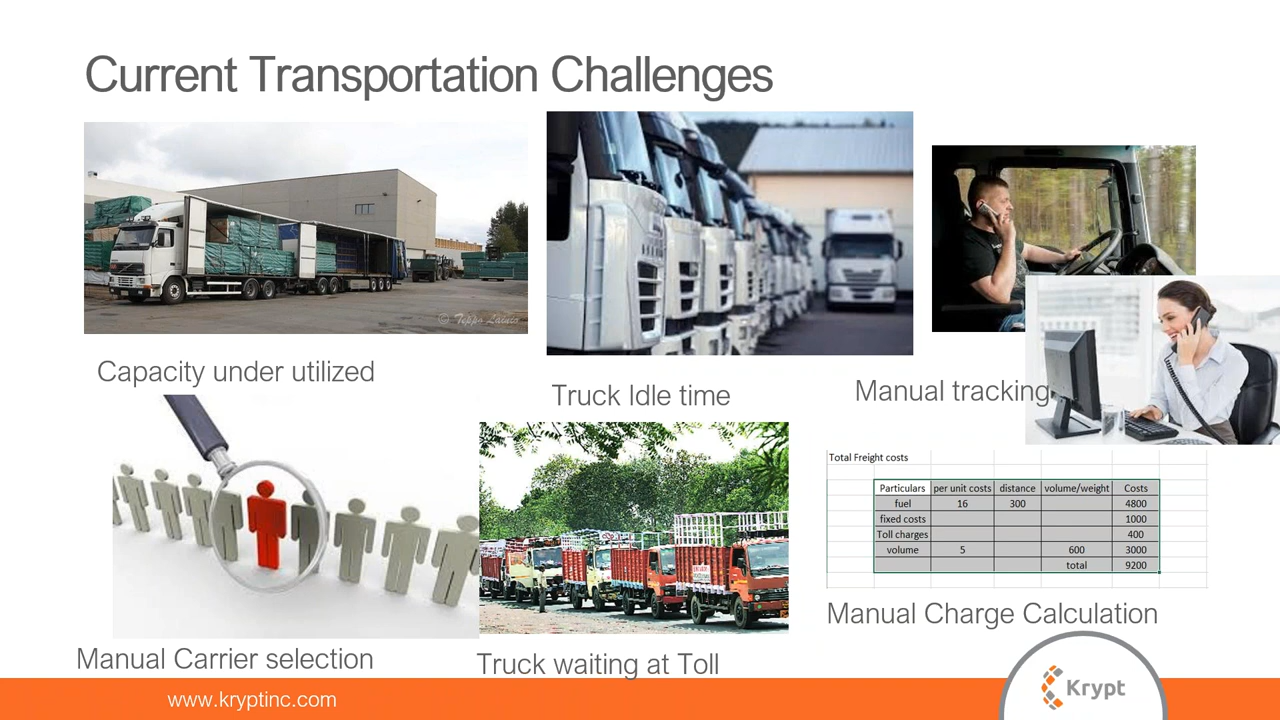 Current Transportation Challenges
© Teppo Lainio
Capacity under utilized
Truck Idle time
Manual tracking
Total Freight costs
Particulars per unit costs distance volume/weight Costs
fuel 16 300 4800
fixed costs 1000
Toll charges 400
volume 5 600 3000
total 9200
Manual Charge Calculation
Manual Carrier selection
Truck waiting at Toll
www.kryptinc.com
Krypt